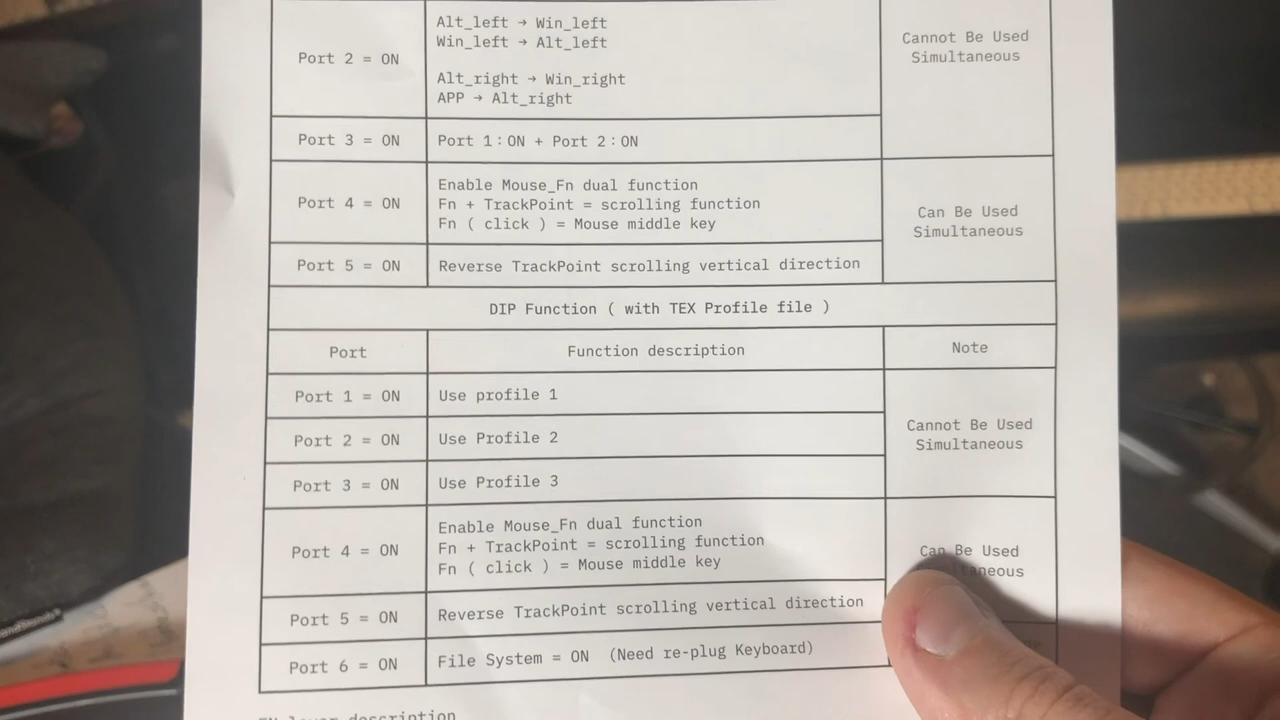 Alt_left → Win_left
Win_left → Alt_left
Port 2 = ON
Alt_right → Win_right
APP → Alt_right
Cannot Be Used
Simultaneous
Port 3 = ON
Port 1:ON + Port 2:ON
Port 4 = ON
Enable Mouse_Fn dual function
Fn + TrackPoint = scrolling function
Fn ( click ) = Mouse middle key
Can Be Used
Simultaneous
Port 5 = ON
Reverse TrackPoint scrolling vertical direction
DIP Function ( with TEX Profile file )
Port
Function description
Note
Port 1 = ON
Use profile 1
Port 2 = ON
Use Profile 2
Cannot Be Used
Simultaneous
Port 3 = ON
Use Profile 3
Port 4 = ON
Enable Mouse_Fn dual function
Fn + TrackPoint = scrolling function
Fn ( click ) = Mouse middle key
Can Be Used
Port 5 = ON
Reverse TrackPoint scrolling vertical direction
Port 6 = ON
File System = ON (Need re-plug Keyboard)
layer description